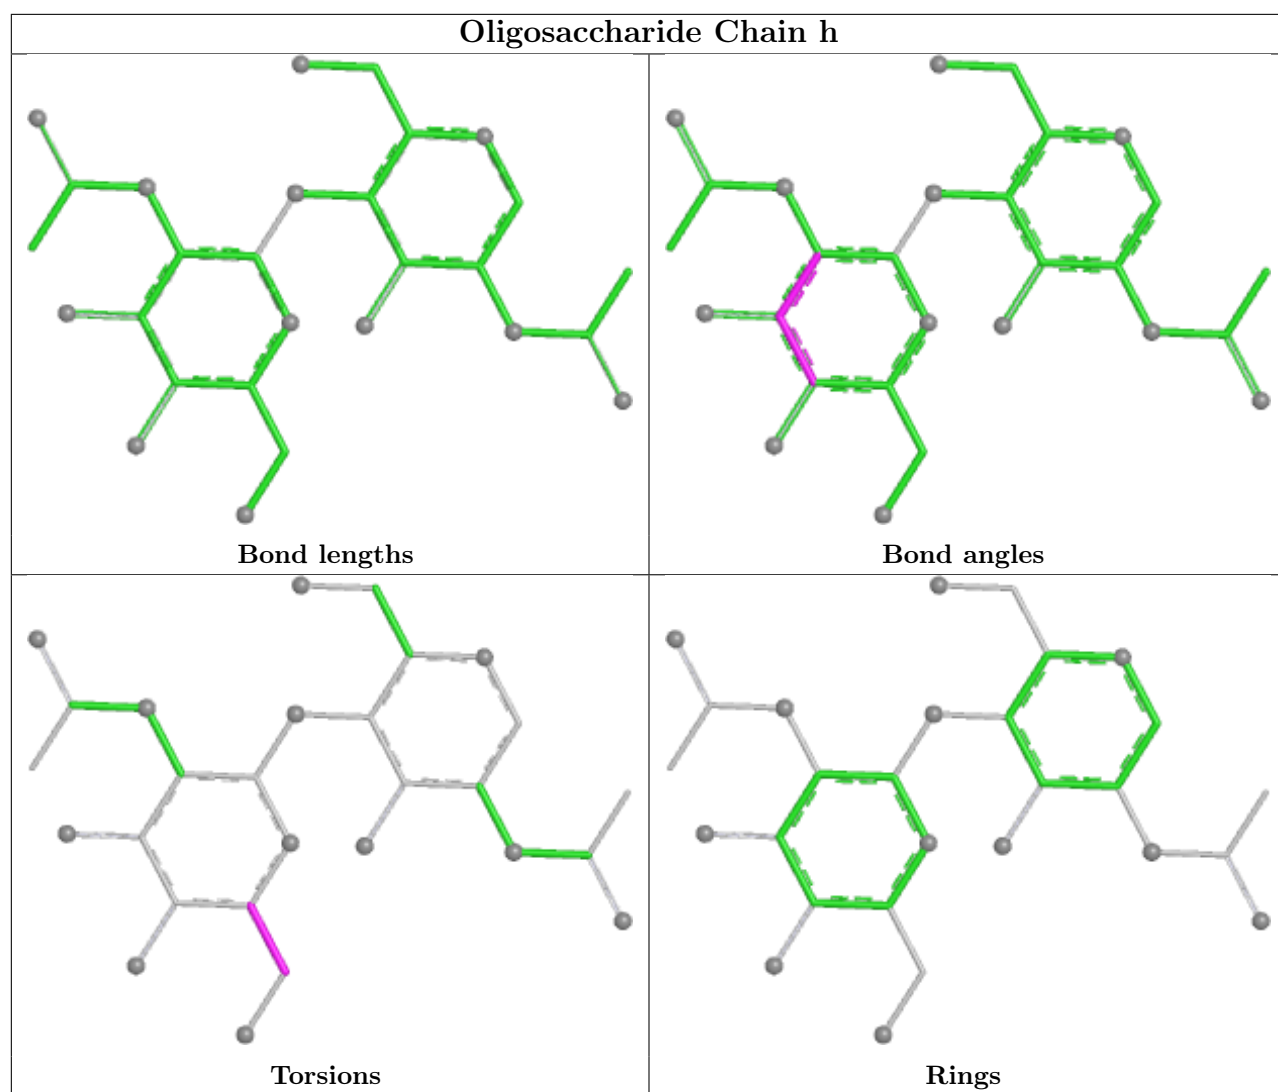 Oligosaccharide Chain h
Bond lengths
Bond angles
Torsions
Rings